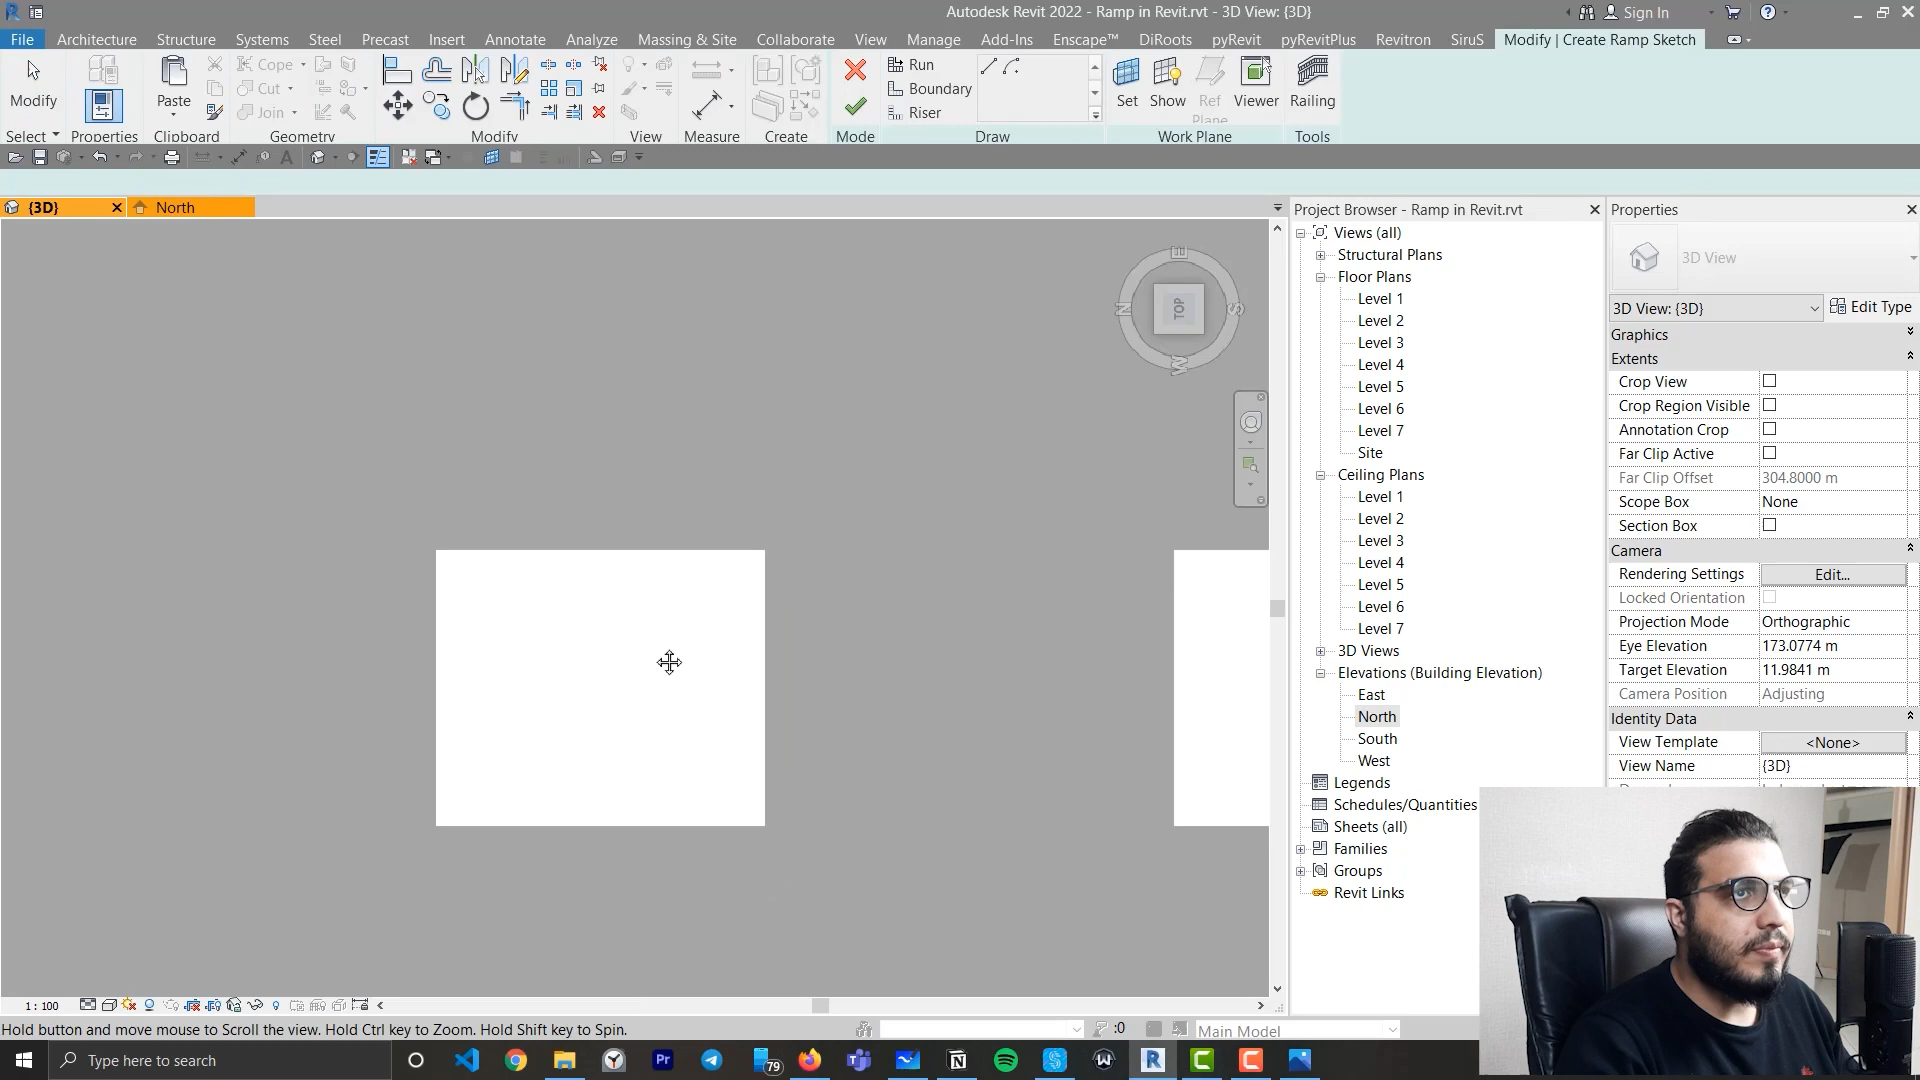 Autodesk Revit 2022 - Ramp in Revit.rvt - 3D View: {3D}
Sign In
File Architecture Structure Systems Steel Precast Insert Annotate Analyze Massing & Site Collaborate View Manage Add-Ins Enscape™ DiRoots pyRevit pyRevitPlus Revitron SiruS Modify | Create Ramp Sketch
Cope
Cut
Join
Run
Boundary
Riser
Modify
Paste
Set Show Ref Plane Viewer Railing
Select Properties Clipboard Geometry Modify View Measure Create Mode Draw Work Plane Tools
{3D}
North
TOP
E
N
S
W
Project Browser - Ramp in Revit.rvt
Views (all)
Structural Plans
Floor Plans
Level 1
Level 2
Level 3
Level 4
Level 5
Level 6
Level 7
Site
Ceiling Plans
Level 1
Level 2
Level 3
Level 4
Level 5
Level 6
Level 7
3D Views
Elevations (Building Elevation)
East
North
South
West
Legends
Schedules/Quantities
Sheets (all)
Families
Groups
Revit Links
Properties
3D View
3D View: {3D}
Edit Type
Graphics
Extents
Crop View
Crop Region Visible
Annotation Crop
Far Clip Active
Far Clip Offset 304.8000 m
Scope Box None
Section Box
Camera
Rendering Settings Edit...
Locked Orientation
Projection Mode Orthographic
Eye Elevation 173.0774 m
Target Elevation 11.9841 m
Camera Position Adjusting
Identity Data
View Template <None>
View Name {3D}
1 : 100
Hold button and move mouse to Scroll the view. Hold Ctrl key to Zoom. Hold Shift key to Spin.
:0
Main Model
Type here to search
Pr
79
N
S
W
R
C
C